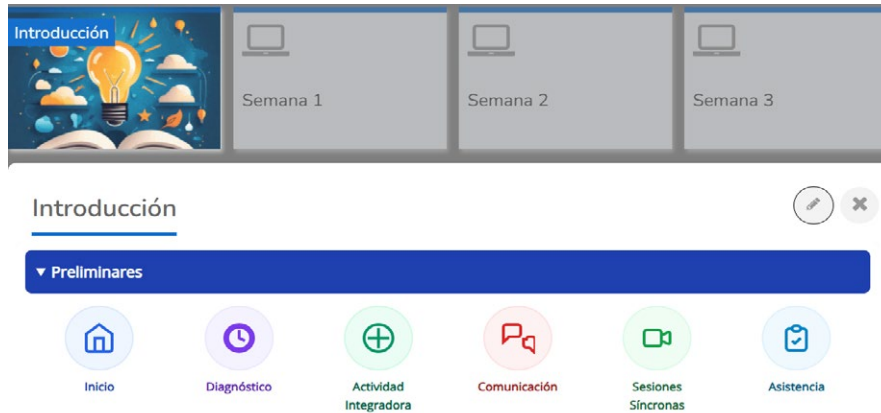 Introducción
Semana 1
Semana 2
Semana 3
Introducción
Preliminares
Inicio
Diagnóstico
Actividad
Integradora
Comunicación
Sesiones
Síncronas
Asistencia